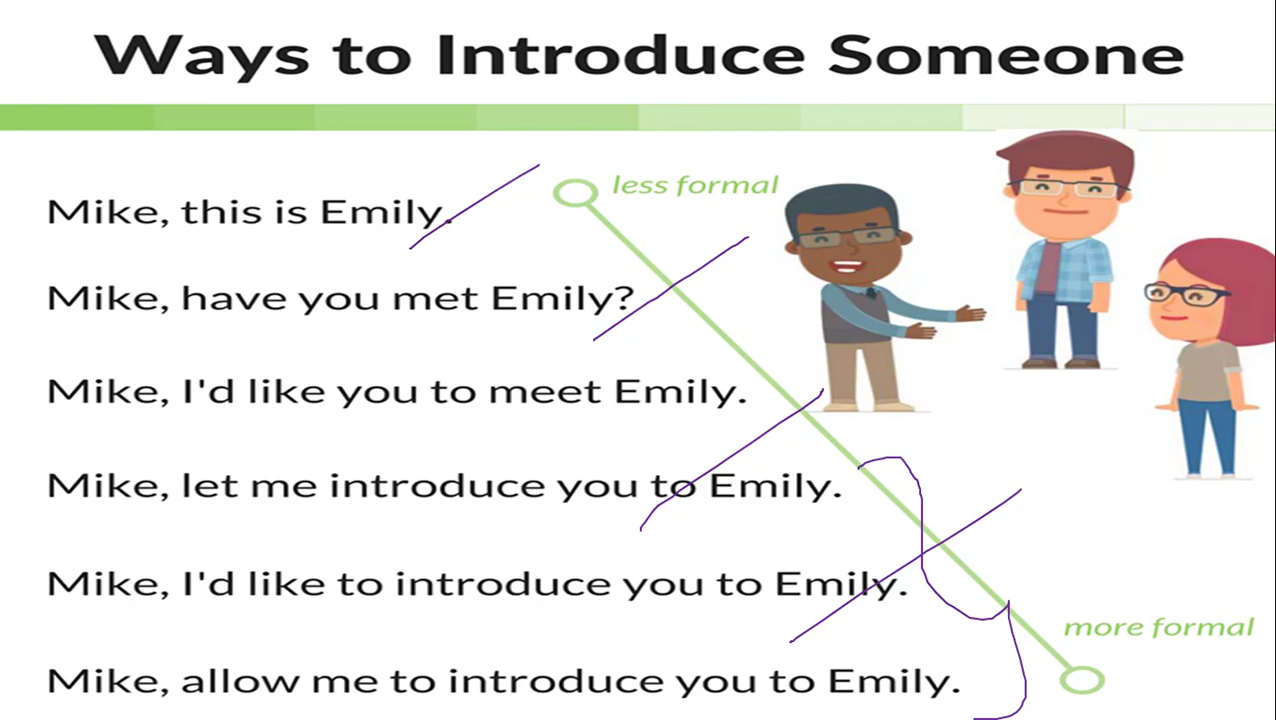 Ways to Introduce Someone
less formal
Mike, this is Emily.
Mike, have you met Emily?
Mike, I'd like you to meet Emily.
Mike, let me introduce you to Emily.
Mike, I'd like to introduce you to Emily.
more formal
Mike, allow me to introduce you to Emily.